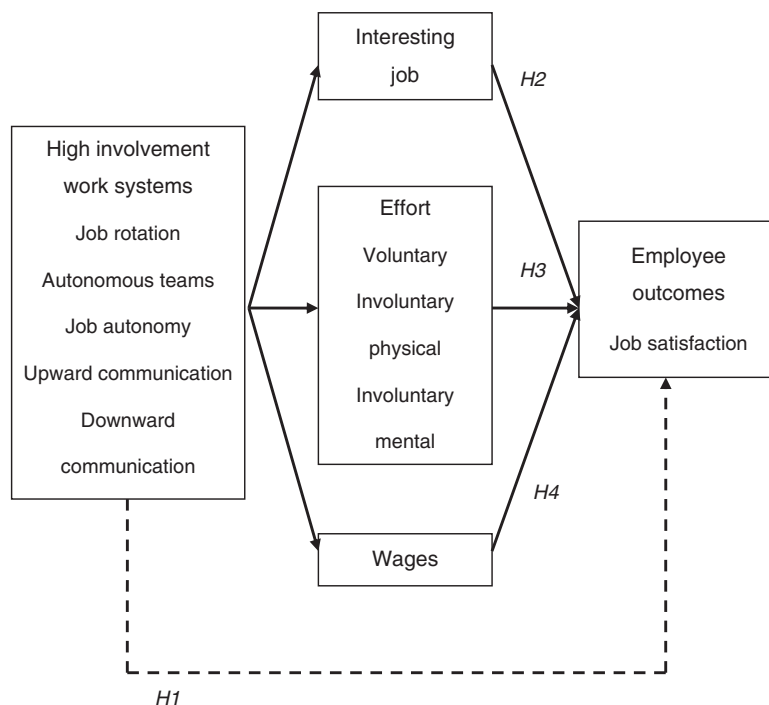 Interesting
job
H2
High involvement
work systems
Job rotation
Autonomous teams
Job autonomy
Upward communication
Downward
communication
Effort
Voluntary
Involuntary
physical
Involuntary
mental
H3
Employee
outcomes
Job satisfaction
H4
Wages
H1